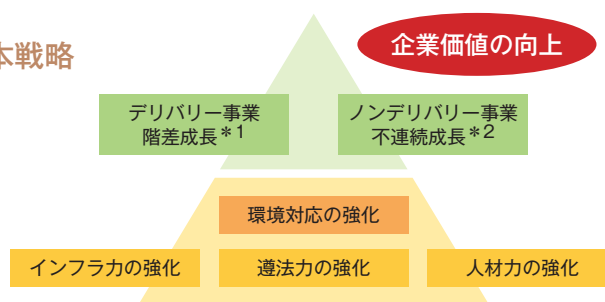 本戦略
企業価値の向上
デリバリー事業
階差成長*1
ノンデリバリー事業
不連続成長*2
環境対応の強化
インフラ力の強化
遵法力の強化
人材力の強化